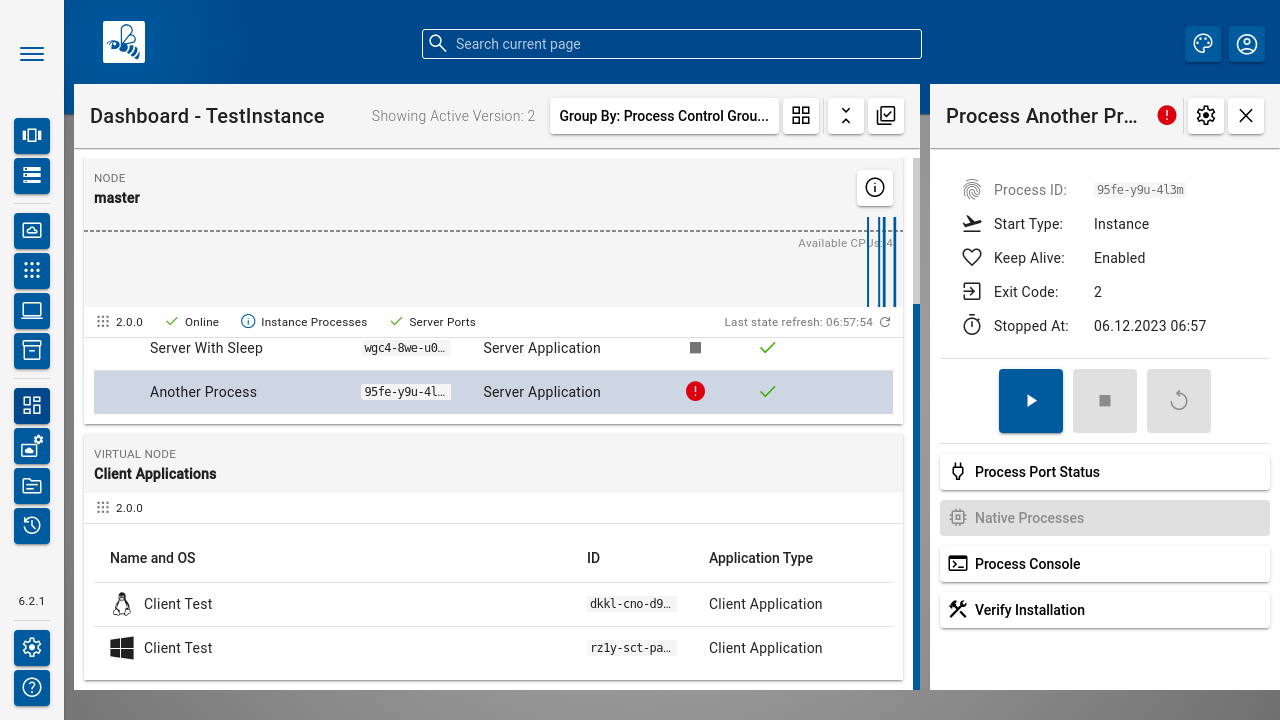 Search current page
Dashboard - TestInstance
Showing Active Version: 2
Group By: Process Control Grou...
NODE
master
Available CPUs: 4
2.0.0
Online
Instance Processes
Server Ports
Last state refresh: 06:57:54
Server With Sleep
wgc4-8we-u0…
Server Application
Another Process
95fe-y9u-4l…
Server Application
VIRTUAL NODE
Client Applications
2.0.0
Name and OS
ID
Application Type
Client Test
dkkl-cno-d9…
Client Application
Client Test
rz1y-sct-pa…
Client Application
6.2.1
Process Another Pr…
Process ID:
95fe-y9u-4l3m
Start Type:
Instance
Keep Alive:
Enabled
Exit Code:
2
Stopped At:
06.12.2023 06:57
Process Port Status
Native Processes
Process Console
Verify Installation